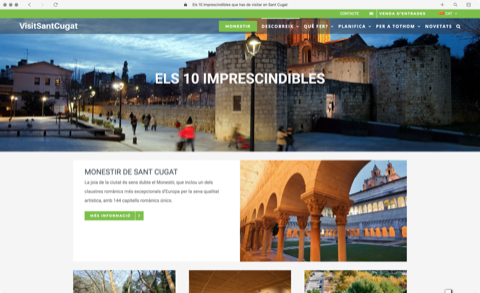 Els 10 imprescindibles que has de visitar en Sant Cugat
CONTACTE
VENDA D'ENTRADES
CAT
VisitSantCugat
MONESTIR
DESCOBREIX
QUÈ FER?
PLANIFICA
PER A TOTHOM
NOVETATS
ELS 10 IMPRESCINDIBLES
MONESTIR DE SANT CUGAT
La joia de la ciutat és sens dubte el Monestir, que inclou un dels
claustres romànics més excepcionals d'Europa per la seva qualitat
artística, amb 144 capitells romànics únics.
MÉS INFORMACIÓ